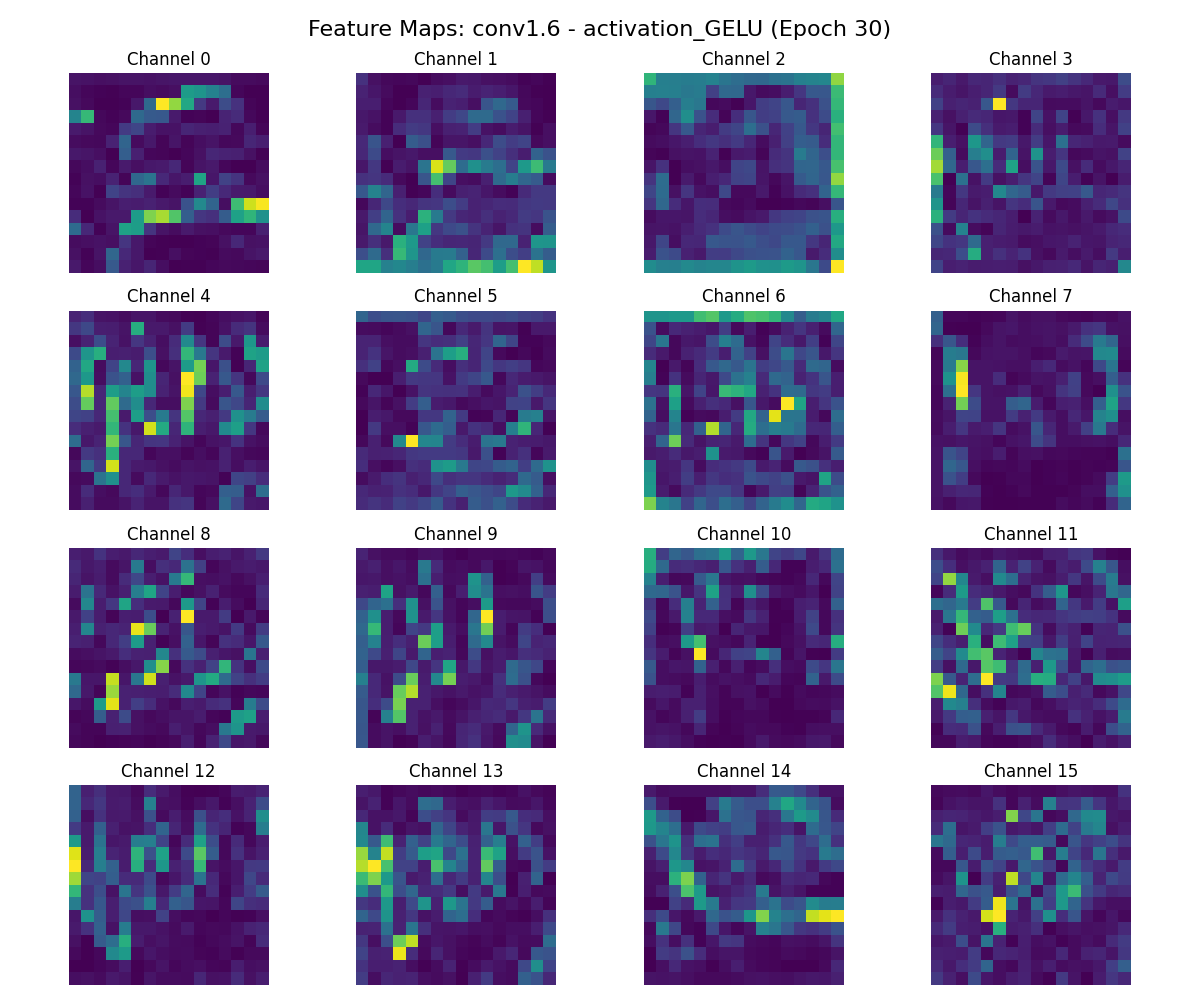 Feature Maps: conv1.6 - activation_GELU (Epoch 30)
Channel 0
Channel 1
Channel 2
Channel 3
Channel 4
Channel 5
Channel 6
Channel 7
Channel 8
Channel 9
Channel 10
Channel 11
Channel 12
Channel 13
Channel 14
Channel 15